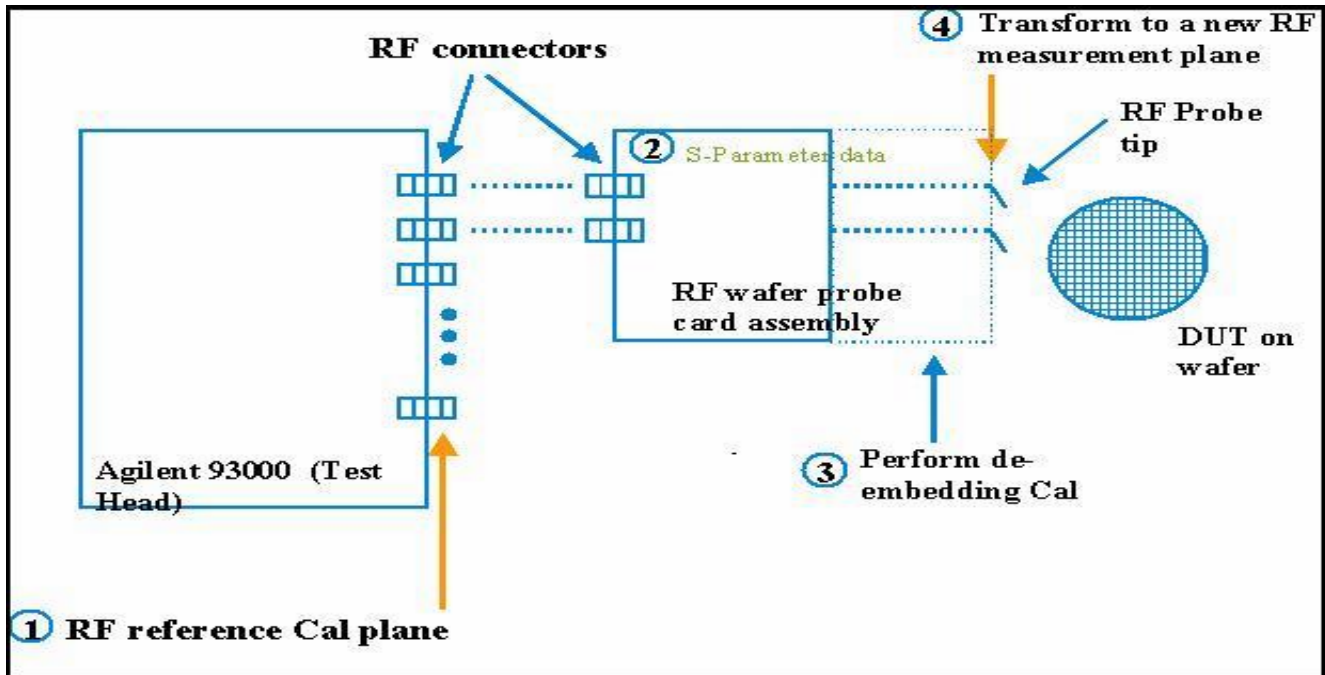 RF connectors
4 Transform to a new RF
measurement plane
RF Probe
tip
2 S-Parameter data
RF wafer probe
card assembly
DUT on
wafer
Agilent 93000 (Test
Head)
3 Perform de-
embedding Cal
1 RF reference Cal plane